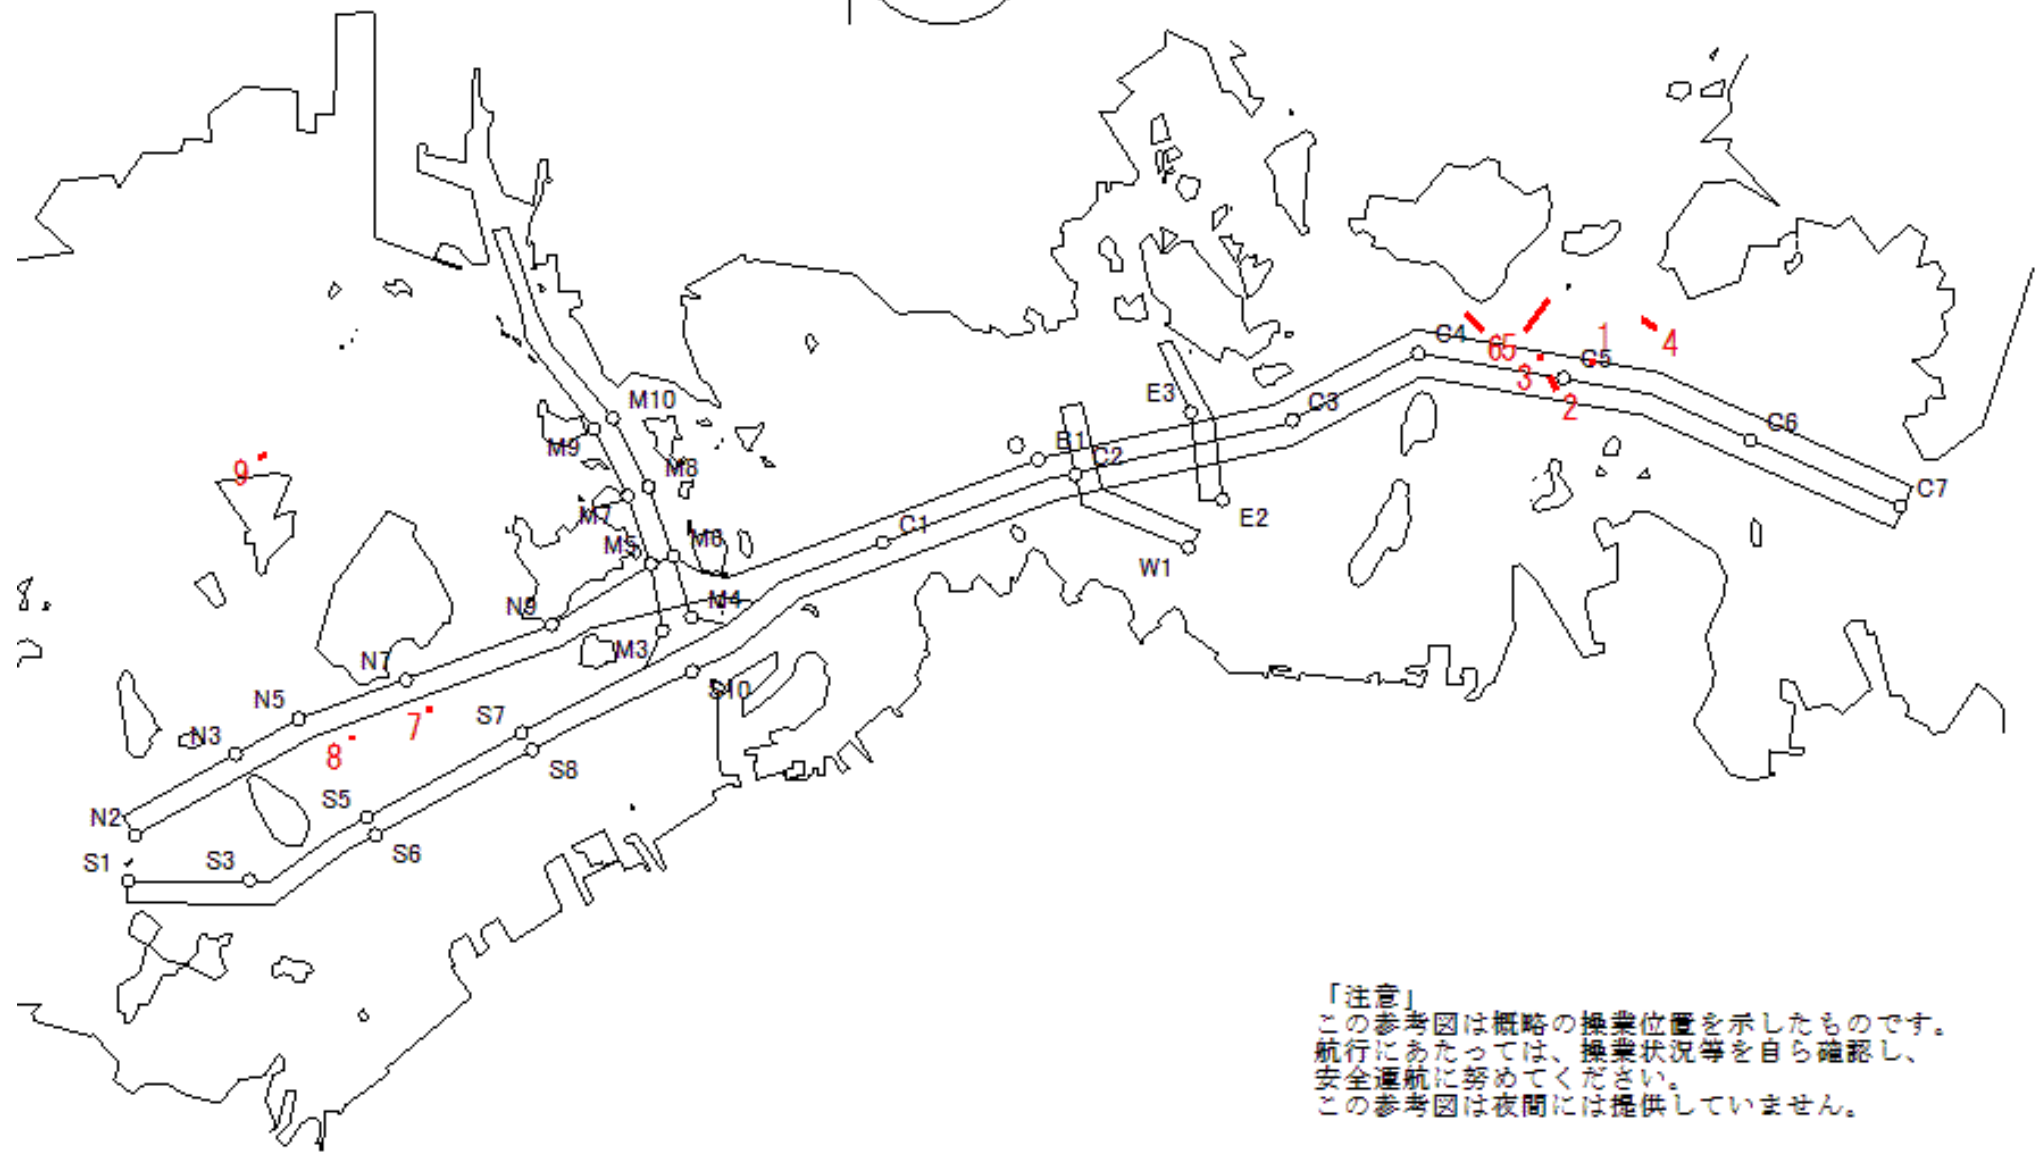 C4
65
1
C5
4
3
2
M10
E3
C3
C6
M9
B1
9
M8
C2
C7
M7
E2
C1
M5
M6
W1
N9
M4
M3
N7
S10
N5
S7
N3
7
8
S8
S5
N2
S1
S3
S6
「注意」
この参考図は概略の操業位置を示したものです。
航行にあたっては、操業状況等を自ら確認し、
安全運航に努めてください。
この参考図は夜間には提供していません。